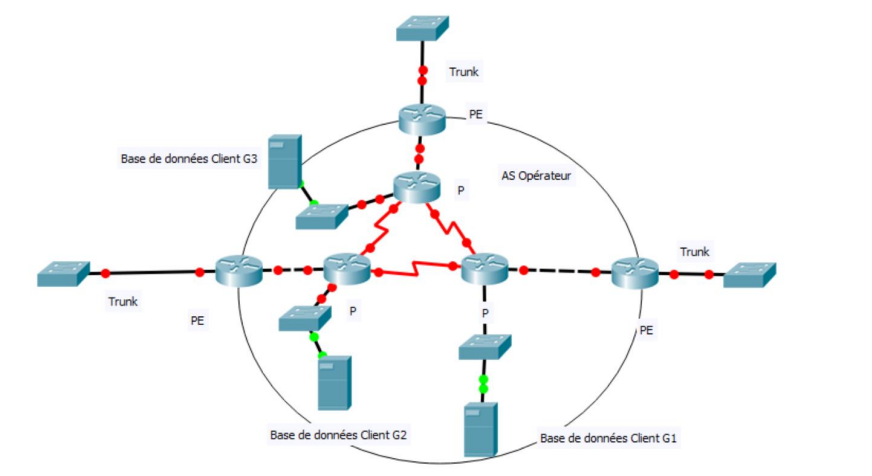 Trunk
PE
Base de données Client G3
AS Opérateur
P
Trunk
Trunk
P
P
PE
PE
Base de données Client G2
Base de données Client G1